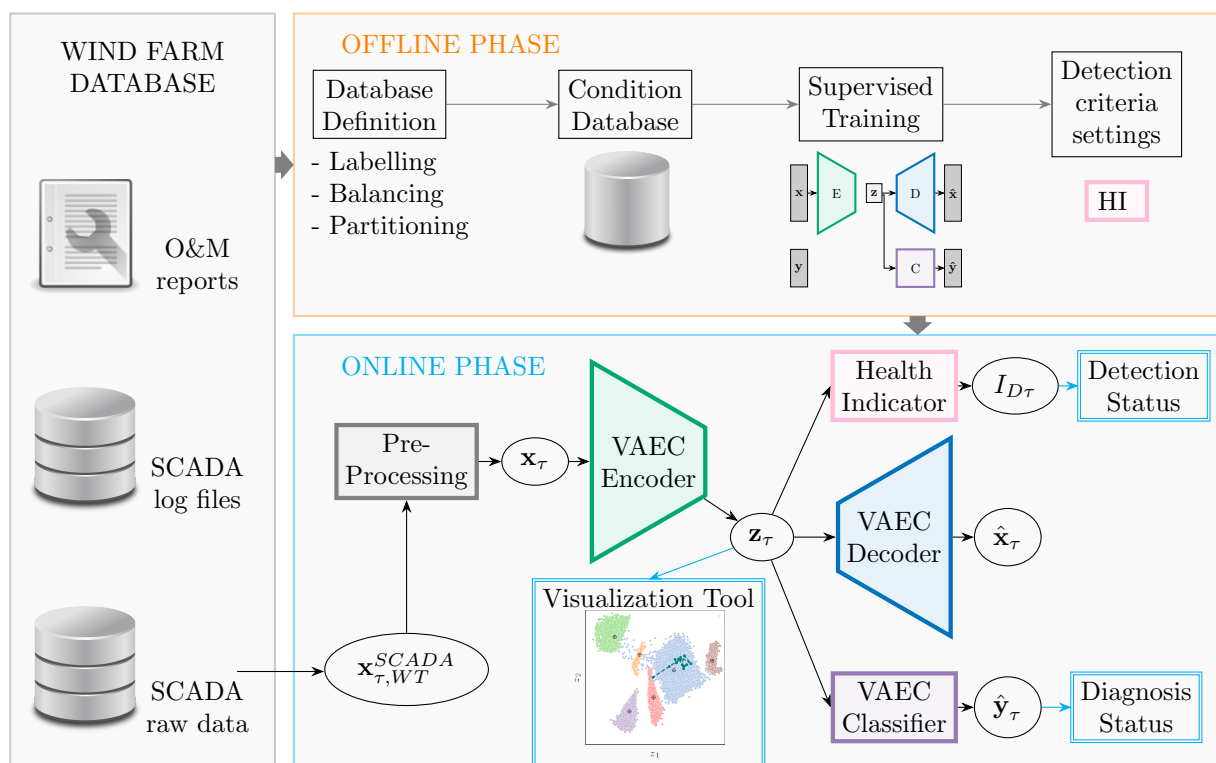 WIND FARM
DATABASE
O&M
reports
SCADA
log files
SCADA
raw data
OFFLINE PHASE
Database
Definition
- Labelling
- Balancing
- Partitioning
Condition
Database
Supervised
Training
x
E
z
D
x̂
y
C
ŷ
Detection
criteria
settings
HI
ONLINE PHASE
Pre-
Processing
x_τ
x^{SCADA}_{τ,WT}
VAEC
Encoder
z_τ
Visualization Tool
z_2
z_1
Health
Indicator
I_{Dτ}
Detection
Status
VAEC
Decoder
x̂_τ
VAEC
Classifier
ŷ_τ
Diagnosis
Status